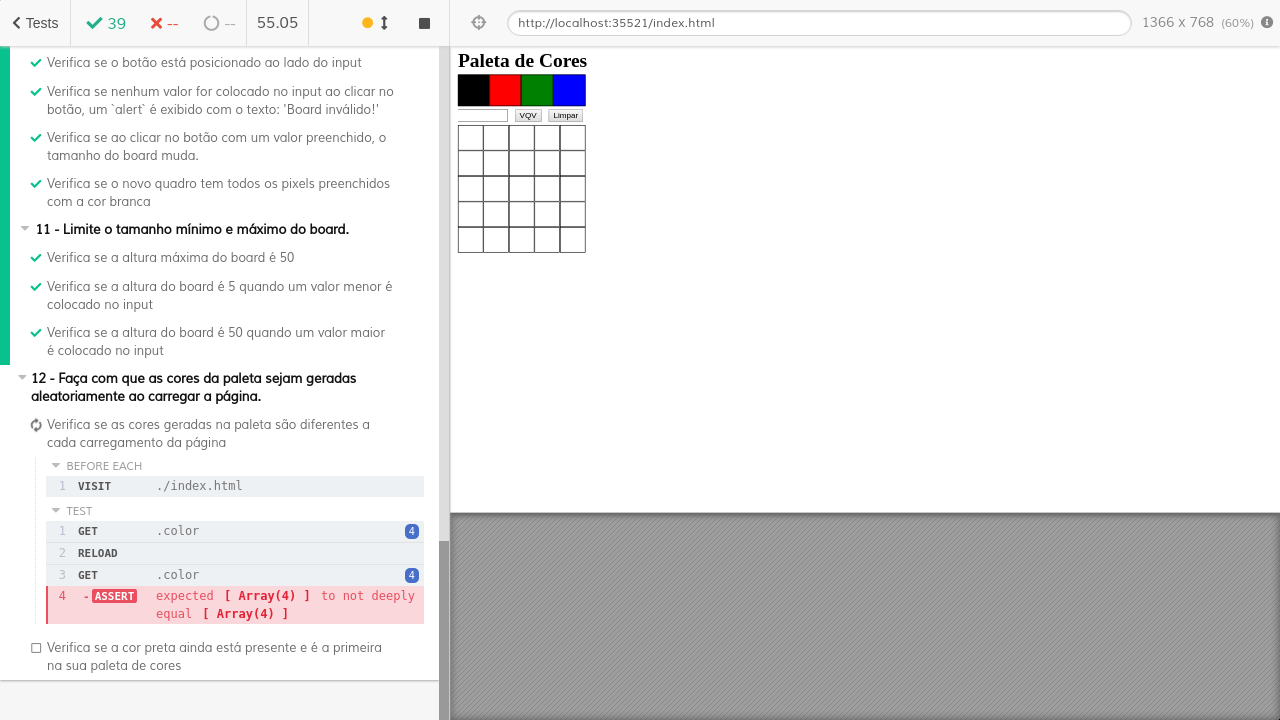 Tests
39
--
--
55.05
http://localhost:35521/index.html
1366 x 768 (60%)
Verifica se o botão está posicionado ao lado do input
Verifica se nenhum valor for colocado no input ao clicar no
botão, um `alert` é exibido com o texto: 'Board inválido!'
Verifica se ao clicar no botão com um valor preenchido, o
tamanho do board muda.
Verifica se o novo quadro tem todos os pixels preenchidos
com a cor branca
11 - Limite o tamanho mínimo e máximo do board.
Verifica se a altura máxima do board é 50
Verifica se a altura do board é 5 quando um valor menor é
colocado no input
Verifica se a altura do board é 50 quando um valor maior
é colocado no input
12 - Faça com que as cores da paleta sejam geradas
aleatoriamente ao carregar a página.
Verifica se as cores geradas na paleta são diferentes a
cada carregamento da página
BEFORE EACH
1 VISIT ./index.html
TEST
1 GET .color 4
2 RELOAD
3 GET .color 4
4 -ASSERT expected [ Array(4) ] to not deeply
equal [ Array(4) ]
Verifica se a cor preta ainda está presente e é a primeira
na sua paleta de cores
Paleta de Cores
VQV Limpar